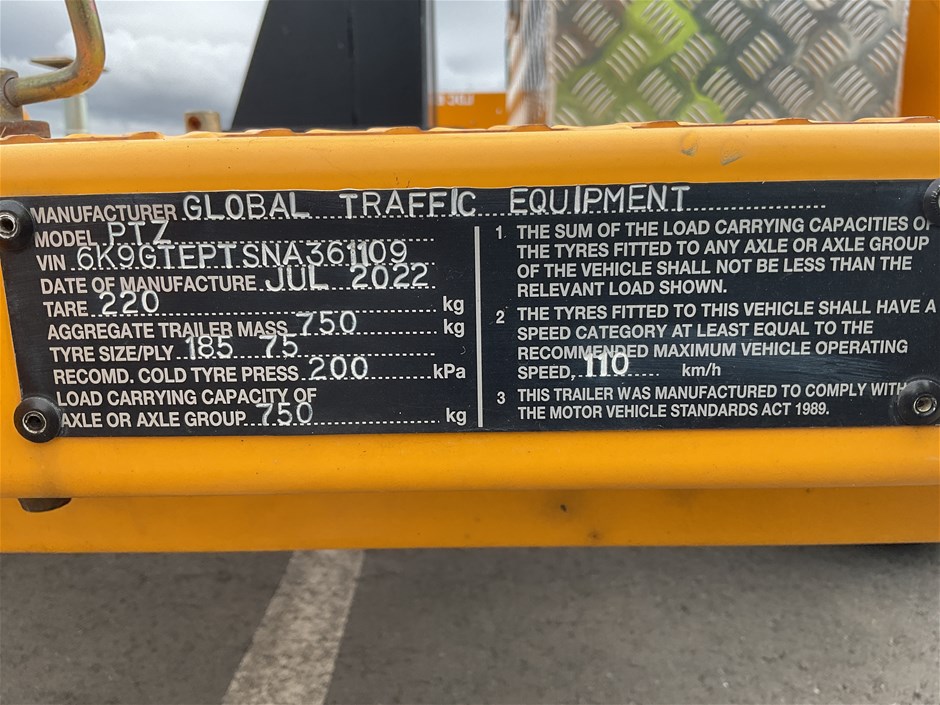 MANUFACTURER GLOBAL TRAFFIC EQUIPMENT
MODEL PTZ
VIN 6K9GTEPTSNA361109
DATE OF MANUFACTURE JUL 2022
TARE 220 kg
AGGREGATE TRAILER MASS 750 kg
TYRE SIZE/PLY 185 75
RECOMD. COLD TYRE PRESS 200 kPa
LOAD CARRYING CAPACITY OF
AXLE OR AXLE GROUP 750 kg
1 THE SUM OF THE LOAD CARRYING CAPACITIES OF
THE TYRES FITTED TO ANY AXLE OR AXLE GROUP
OF THE VEHICLE SHALL NOT BE LESS THAN THE
RELEVANT LOAD SHOWN.
2 THE TYRES FITTED TO THIS VEHICLE SHALL HAVE A
SPEED CATEGORY AT LEAST EQUAL TO THE
RECOMMENDED MAXIMUM VEHICLE OPERATING
SPEED, 110 km/h
3 THIS TRAILER WAS MANUFACTURED TO COMPLY WITH
THE MOTOR VEHICLE STANDARDS ACT 1989.